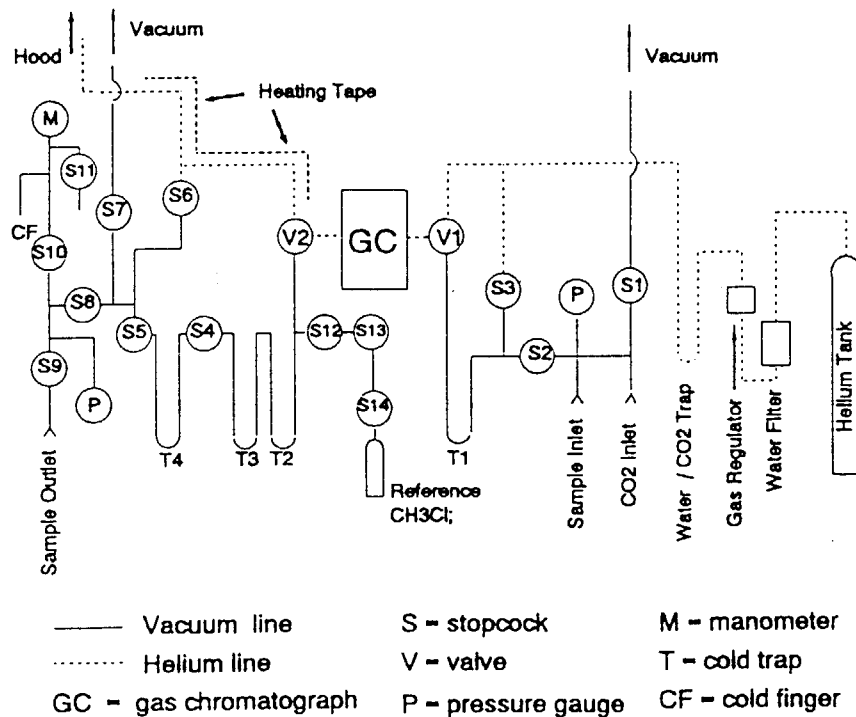 Vacuum
Hood
Heating Tape
Vacuum
M
S11
S6
CF
S7
S10
V2
GC
V1
S3
P
S1
S8
S5
S4
S12
S13
S2
S9
P
S14
T4
T3
T2
T1
Reference
CH3Cl;
Sample Outlet
Sample Inlet
CO2 Inlet
Water / CO2 Trap
Gas Regulator
Water Filter
Helium Tank
Vacuum line
S = stopcock
M = manometer
Helium line
V = valve
T = cold trap
GC = gas chromatograph
P = pressure gauge
CF = cold finger